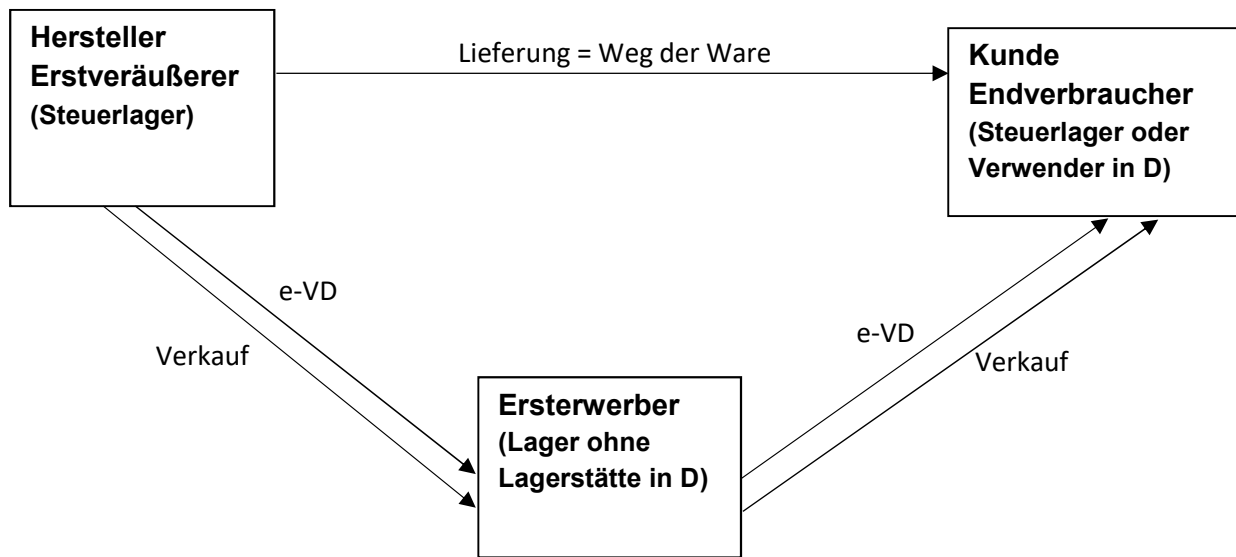 Hersteller
Erstveräußerer
(Steuerlager)
Lieferung = Weg der Ware
Kunde
Endverbraucher
(Steuerlager oder
Verwender in D)
e-VD
Verkauf
e-VD
Verkauf
Ersterwerber
(Lager ohne
Lagerstätte in D)